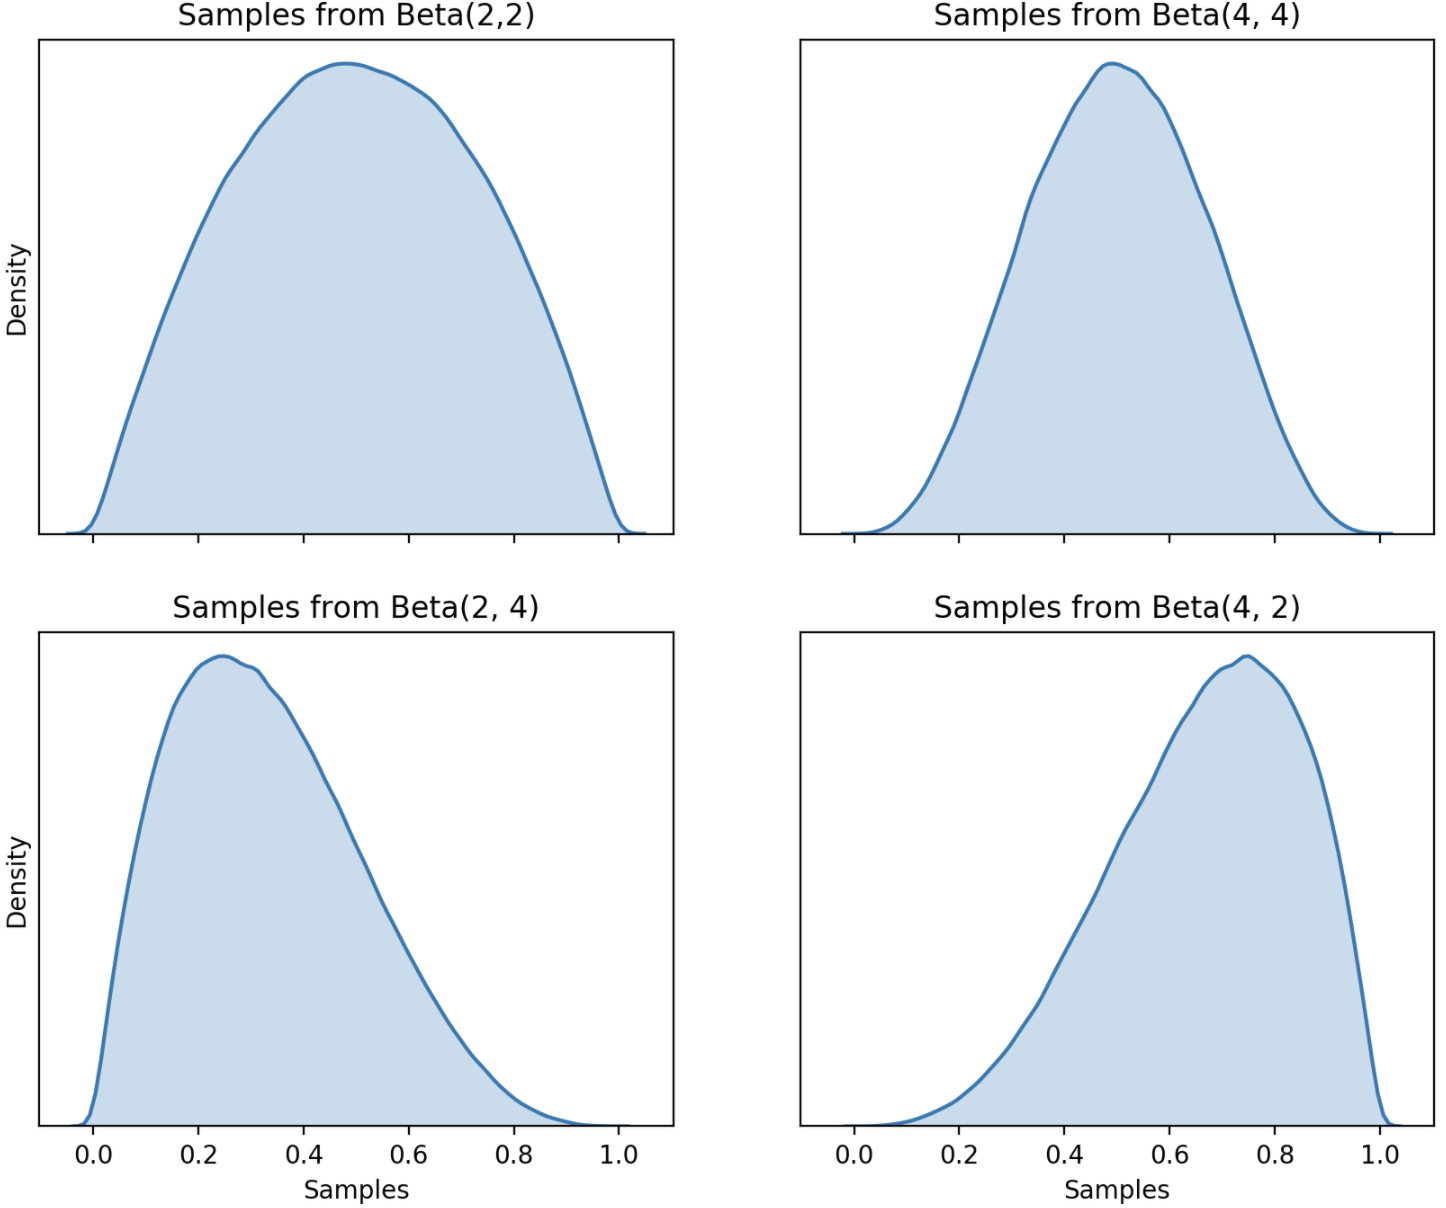 Samples from Beta(2,2)
Samples from Beta(4, 4)
Density
Samples from Beta(2, 4)
Samples from Beta(4, 2)
Density
0.0 0.2 0.4 0.6 0.8 1.0
0.0 0.2 0.4 0.6 0.8 1.0
Samples
Samples